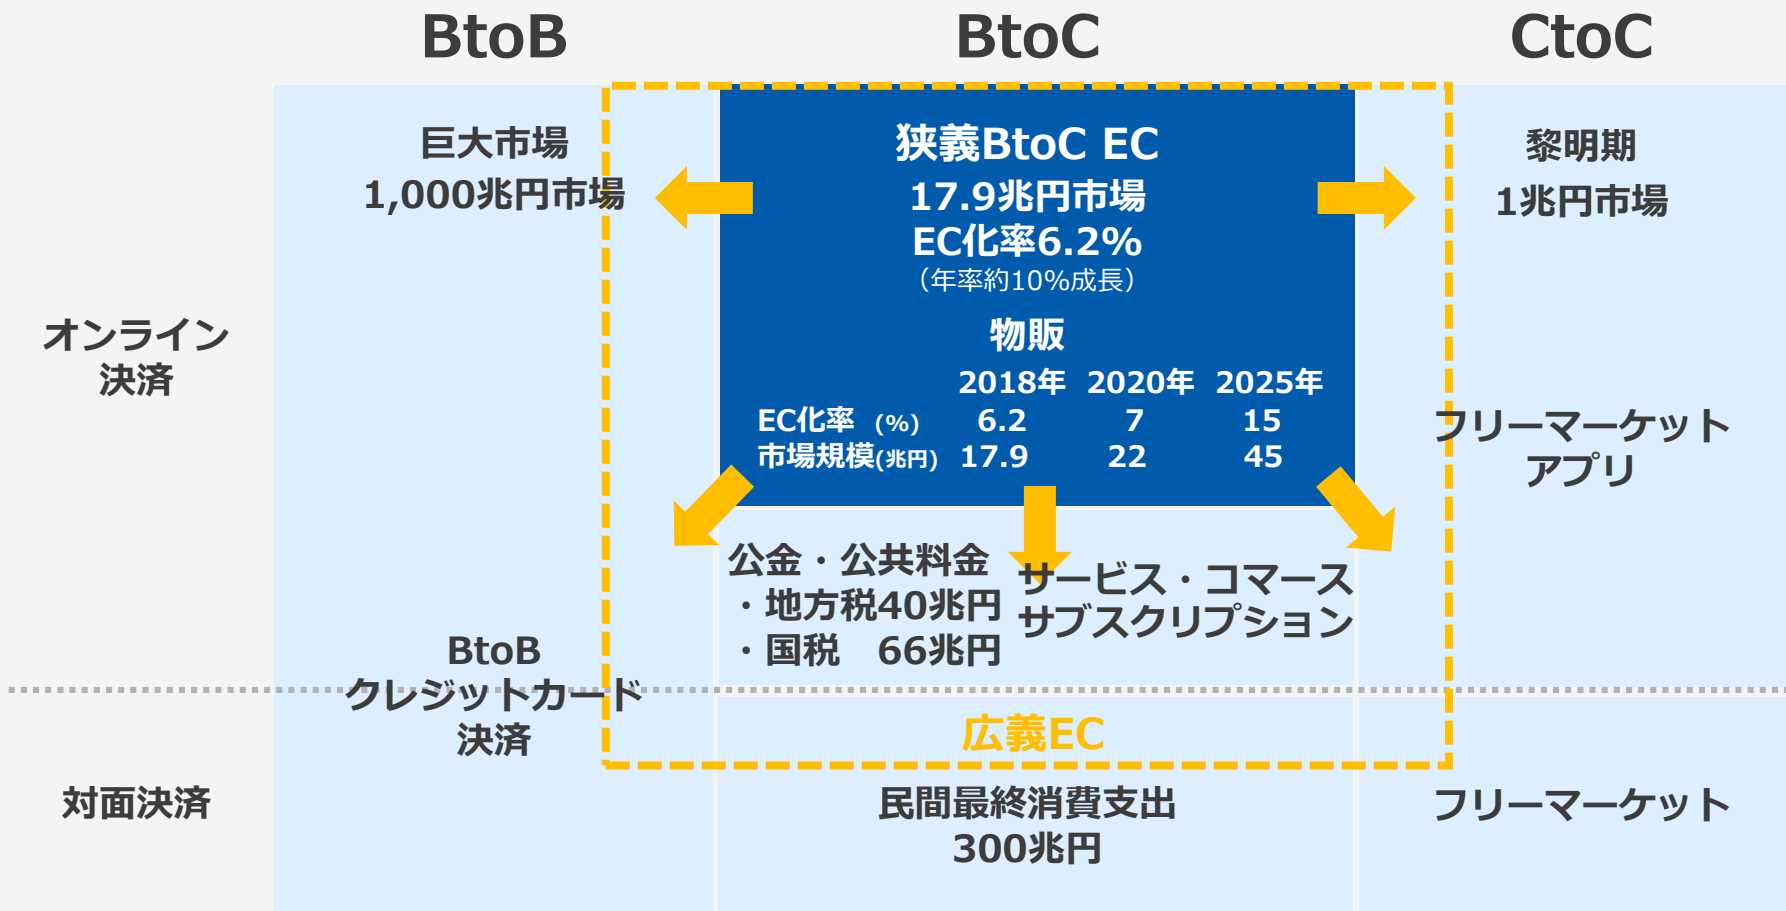 BtoB
BtoC
CtoC
オンライン
決済
対面決済
巨大市場
1,000兆円市場
BtoB
クレジットカード
決済
狭義BtoC EC
17.9兆円市場
EC化率6.2%
（年率約10%成長）
物販
2018年 2020年 2025年
EC化率 (%) 6.2 7 15
市場規模(兆円) 17.9 22 45
公金・公共料金
・地方税40兆円
・国税　66兆円
サービス・コマース
サブスクリプション
広義EC
民間最終消費支出
300兆円
黎明期
1兆円市場
フリーマーケット
アプリ
フリーマーケット